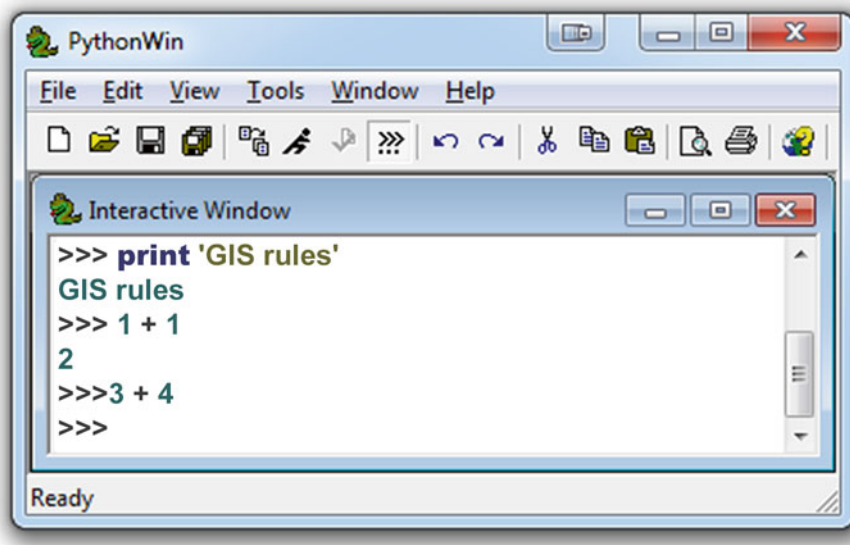 PythonWin
File Edit View Tools Window Help
Interactive Window
>>> print 'GIS rules'
GIS rules
>>> 1 + 1
2
>>>3 + 4
>>>
Ready